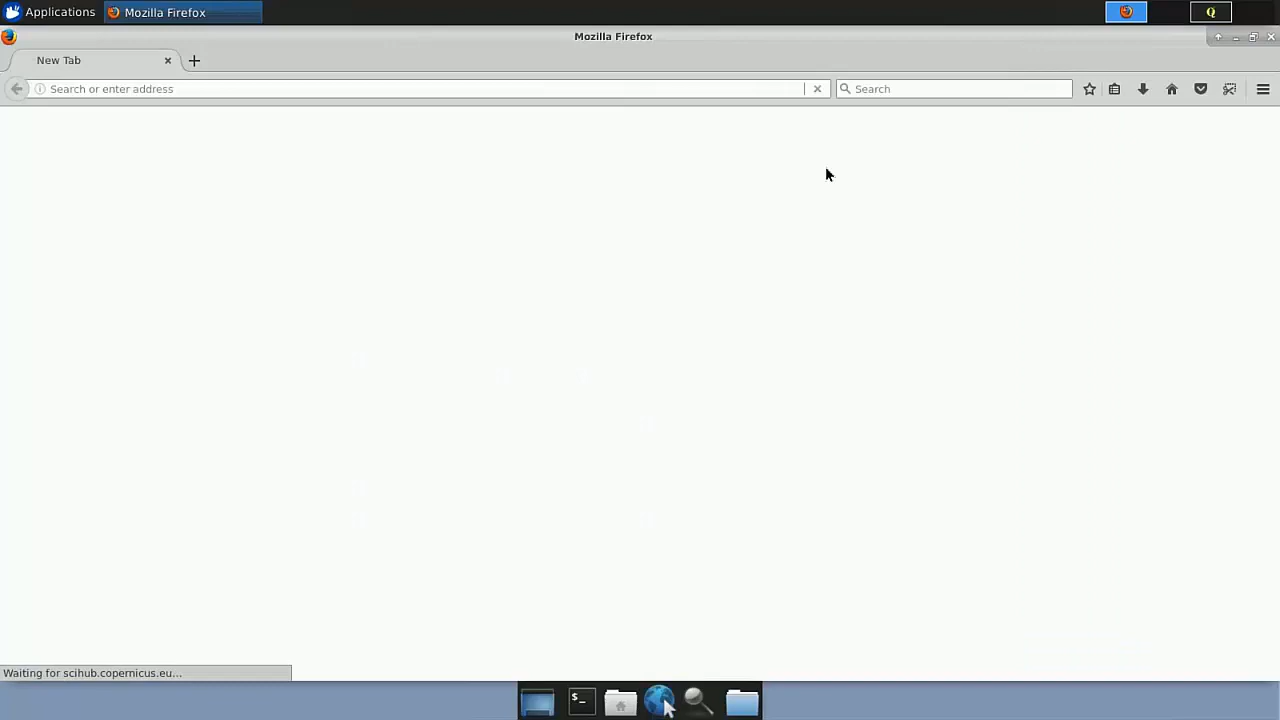 Applications
Mozilla Firefox
Q
Mozilla Firefox
New Tab
Search or enter address
Search
Waiting for scihub.copernicus.eu...
$_